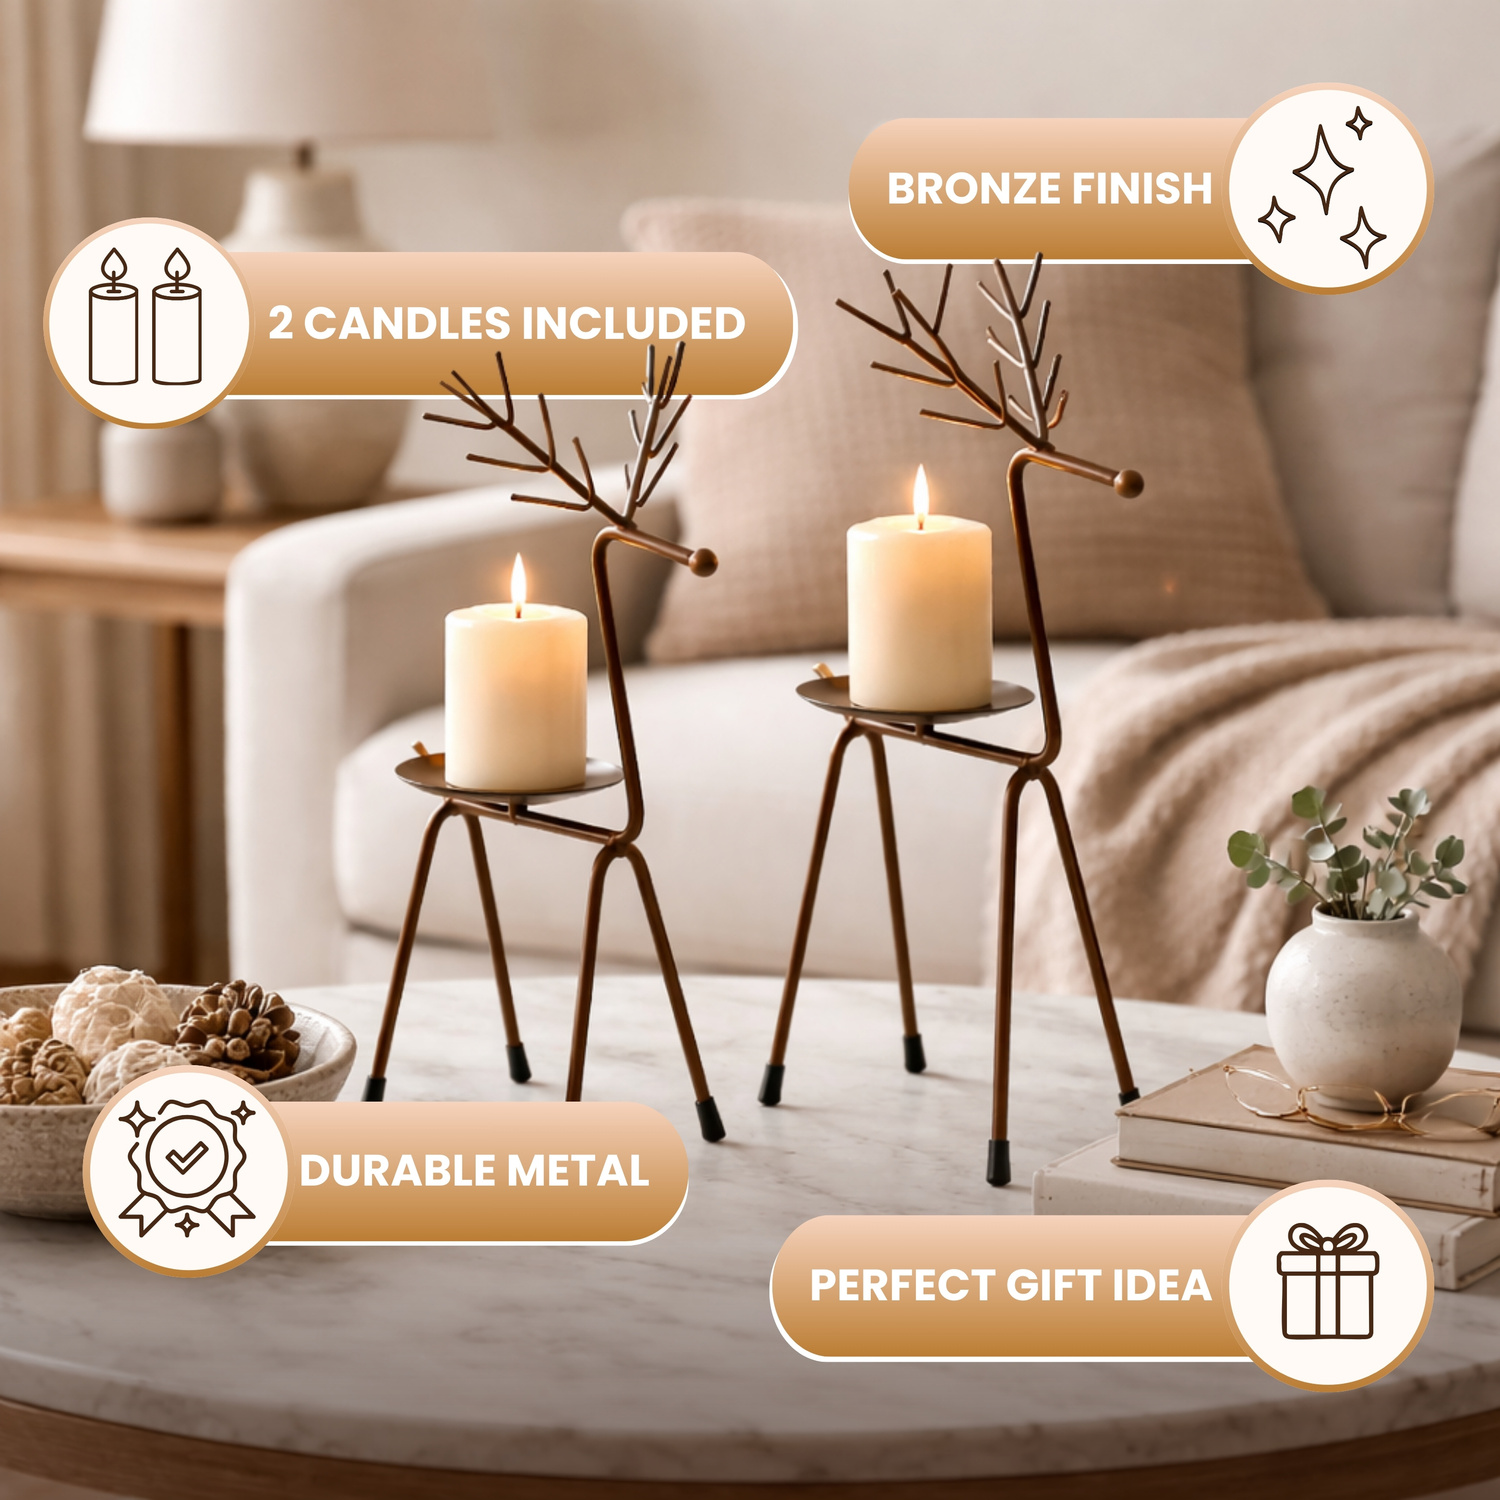 BRONZE FINISH
2 CANDLES INCLUDED
DURABLE METAL
PERFECT GIFT IDEA